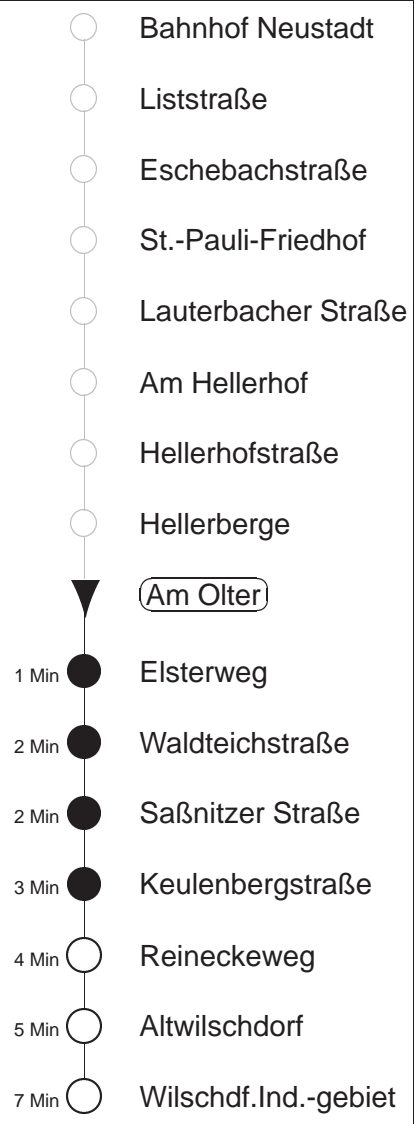 Bahnhof Neustadt
Liststraße
Eschebachstraße
St.-Pauli-Friedhof
Lauterbacher Straße
Am Hellerhof
Hellerhofstraße
Hellerberge
Am Olter
1 Min Elsterweg
2 Min Waldteichstraße
2 Min Saßnitzer Straße
3 Min Keulenbergstraße
4 Min Reineckeweg
5 Min Altwilschdorf
7 Min Wilschdf.Ind.-gebiet